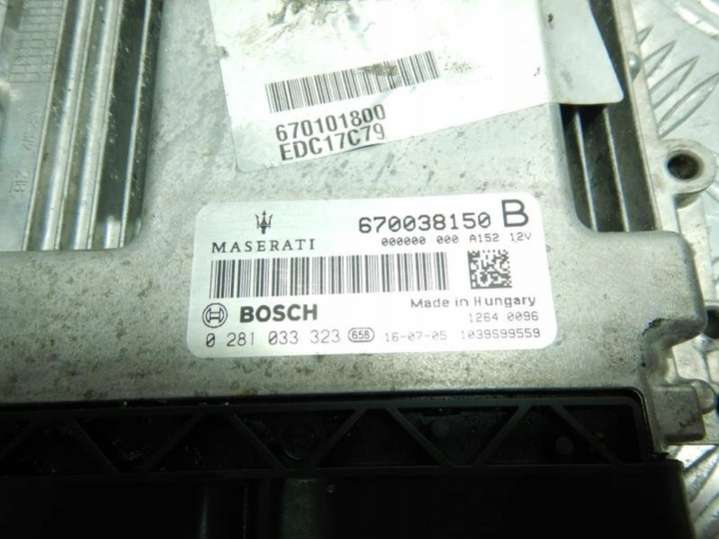 670101800
EDC17C79
670038150 B
MASERATI
000000 000 A152 12V
BOSCH
Made in Hungary
1264 0096
0 281 033 323 658 16-07-05 1039S99559